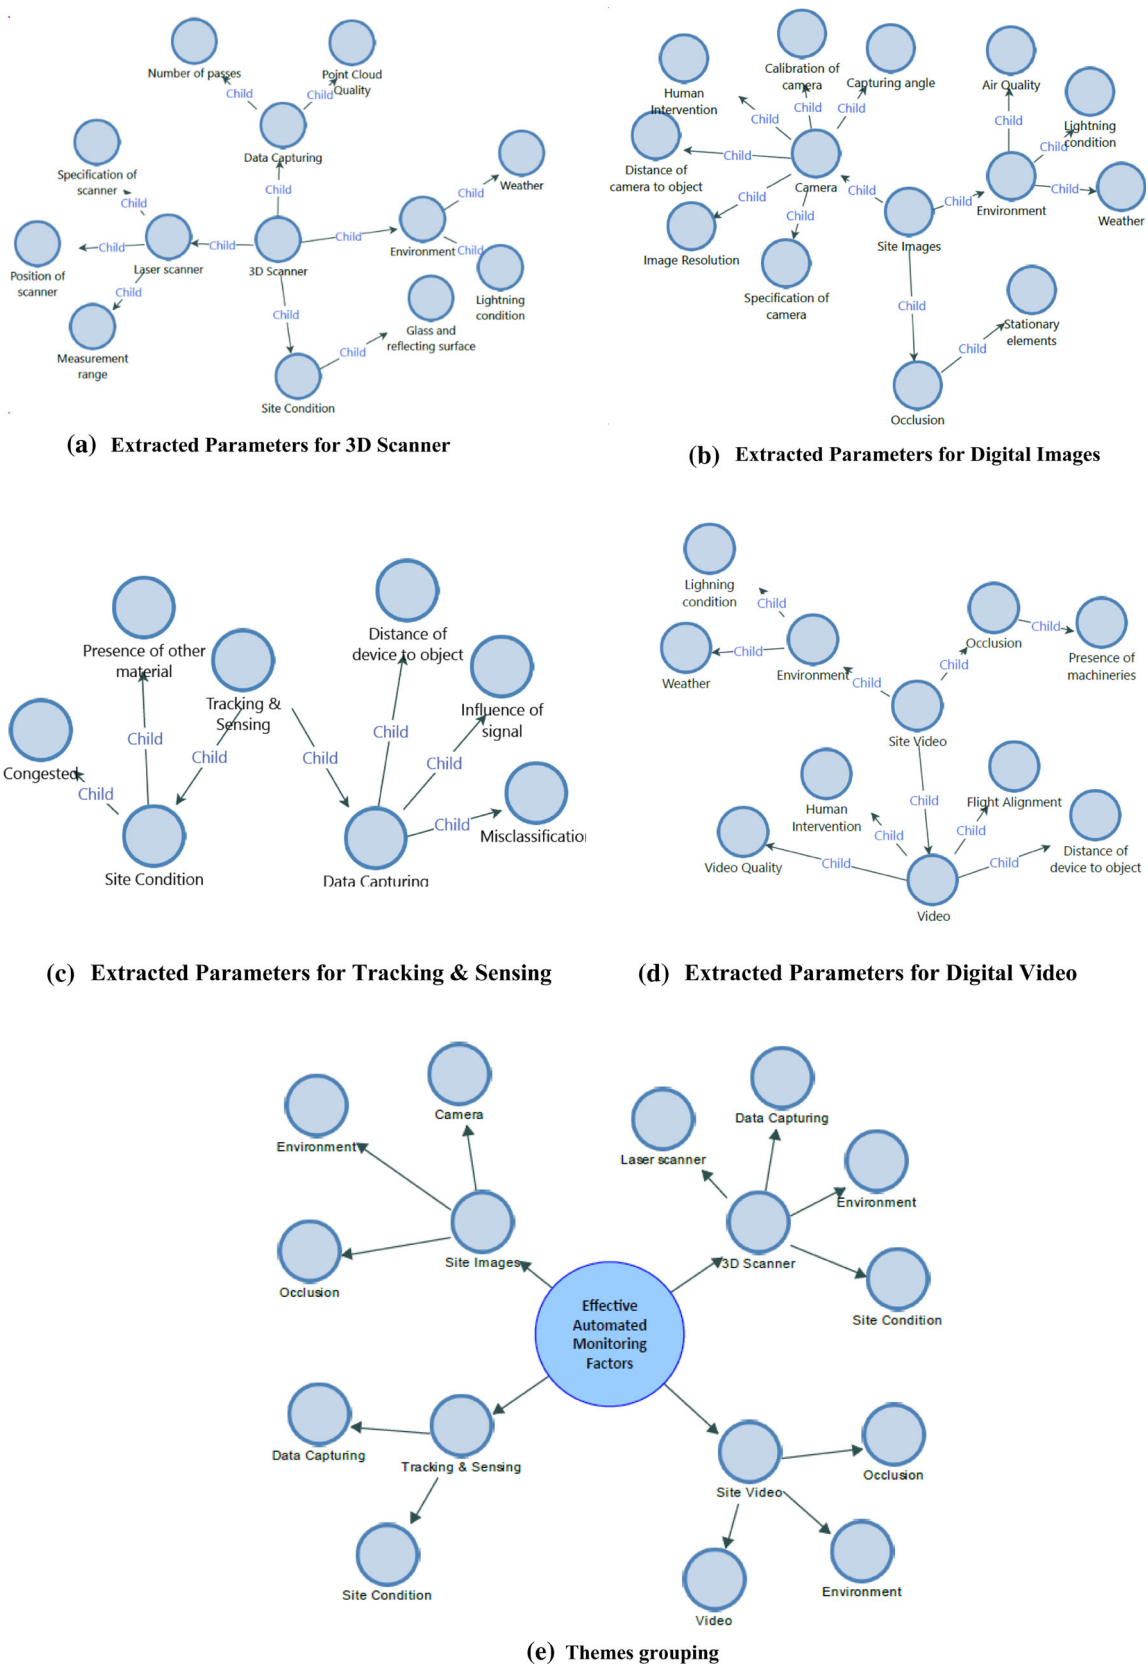 Number of passes
Point Cloud
Quality
Child
Child
Data Capturing
Specification of
scanner
Weather
Child
Child
Child
Child
Child
Child
Child
Environment
Child
Position of
scanner
Laser scanner
3D Scanner
Child
Lightning
condition
Child
Glass and
reflecting surface
Child
Measurement
range
Site Condition
(a) Extracted Parameters for 3D Scanner
Calibration of
camera
Capturing angle
Air Quality
Human
Intervention
Child
Child
Child
Child
Lightning
condition
Child
Child
Distance of
camera to object
Camera
Child
Child
Child
Child
Environment
Weather
Child
Site Images
Image Resolution
Specification of
camera
Child
Stationary
elements
Child
Occlusion
(b) Extracted Parameters for Digital Images
Distance of
device to object
Presence of other
material
Tracking &
Sensing
Influence of
signal
Child
Child
Child
Child
Child
Congested
Child
Child
Misclassification
Site Condition
Data Capturing
(c) Extracted Parameters for Tracking & Sensing
Lighning
condition
Child
Occlusion
Child
Presence of
machineries
Child
Weather
Environment
Child
Child
Site Video
Human
Intervention
Child
Flight Alignment
Child
Child
Video Quality
Child
Child
Distance of
device to object
Video
(d) Extracted Parameters for Digital Video
Camera
Data Capturing
Environment
Laser scanner
Environment
Site Images
3D Scanner
Occlusion
Site Condition
Effective
Automated
Monitoring
Factors
Data Capturing
Tracking & Sensing
Occlusion
Site Video
Site Condition
Environment
Video
(e) Themes grouping